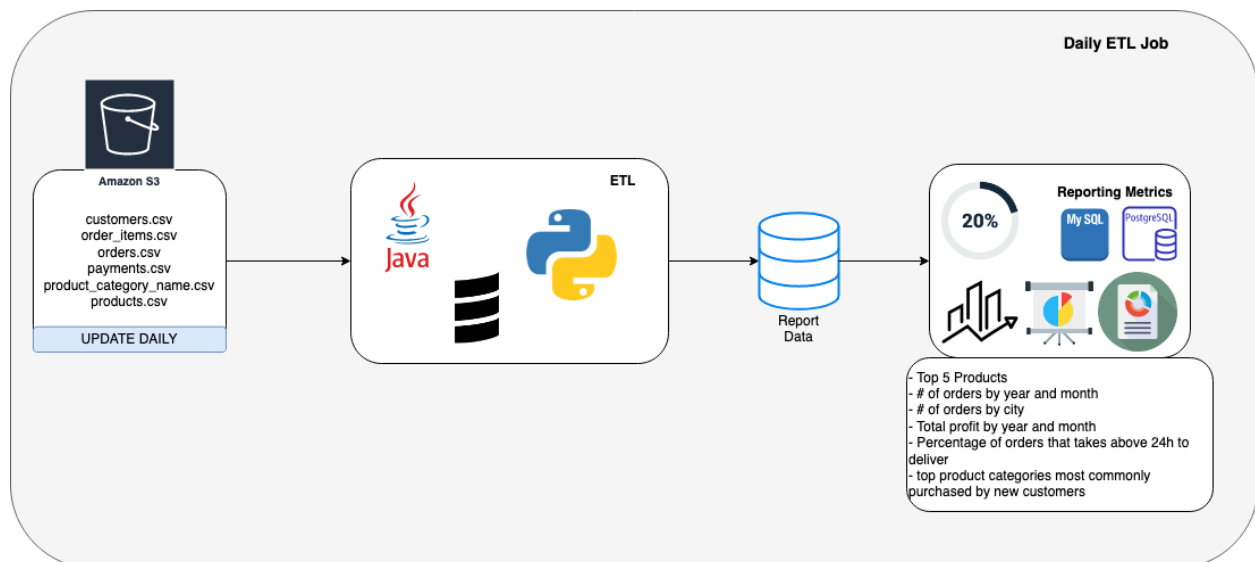 Daily ETL Job
Amazon S3
customers.csv
order_items.csv
orders.csv
payments.csv
product_category_name.csv
products.csv
UPDATE DAILY
ETL
Java
Report
Data
Reporting Metrics
20%
My SQL
PostgreSQL
- Top 5 Products
- # of orders by year and month
- # of orders by city
- Total profit by year and month
- Percentage of orders that takes above 24h to
deliver
- top product categories most commonly
purchased by new customers